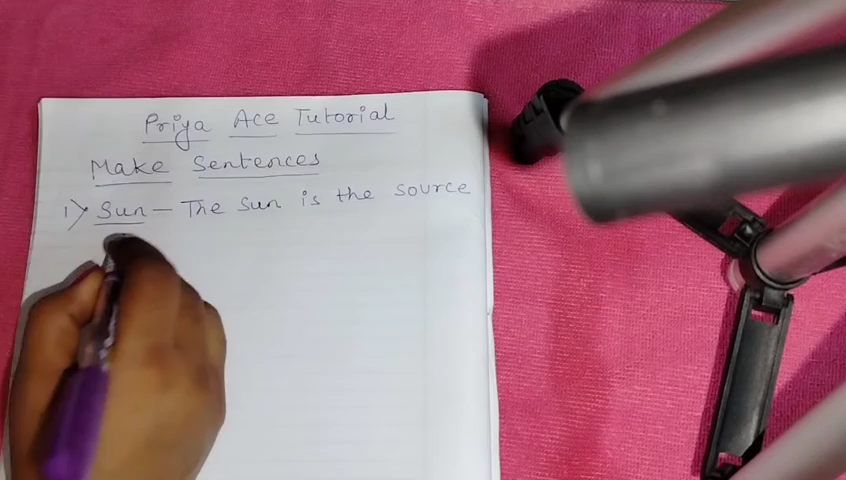 Priya Ace Tutorial
Make Sentences
1) Sun — The Sun is the source